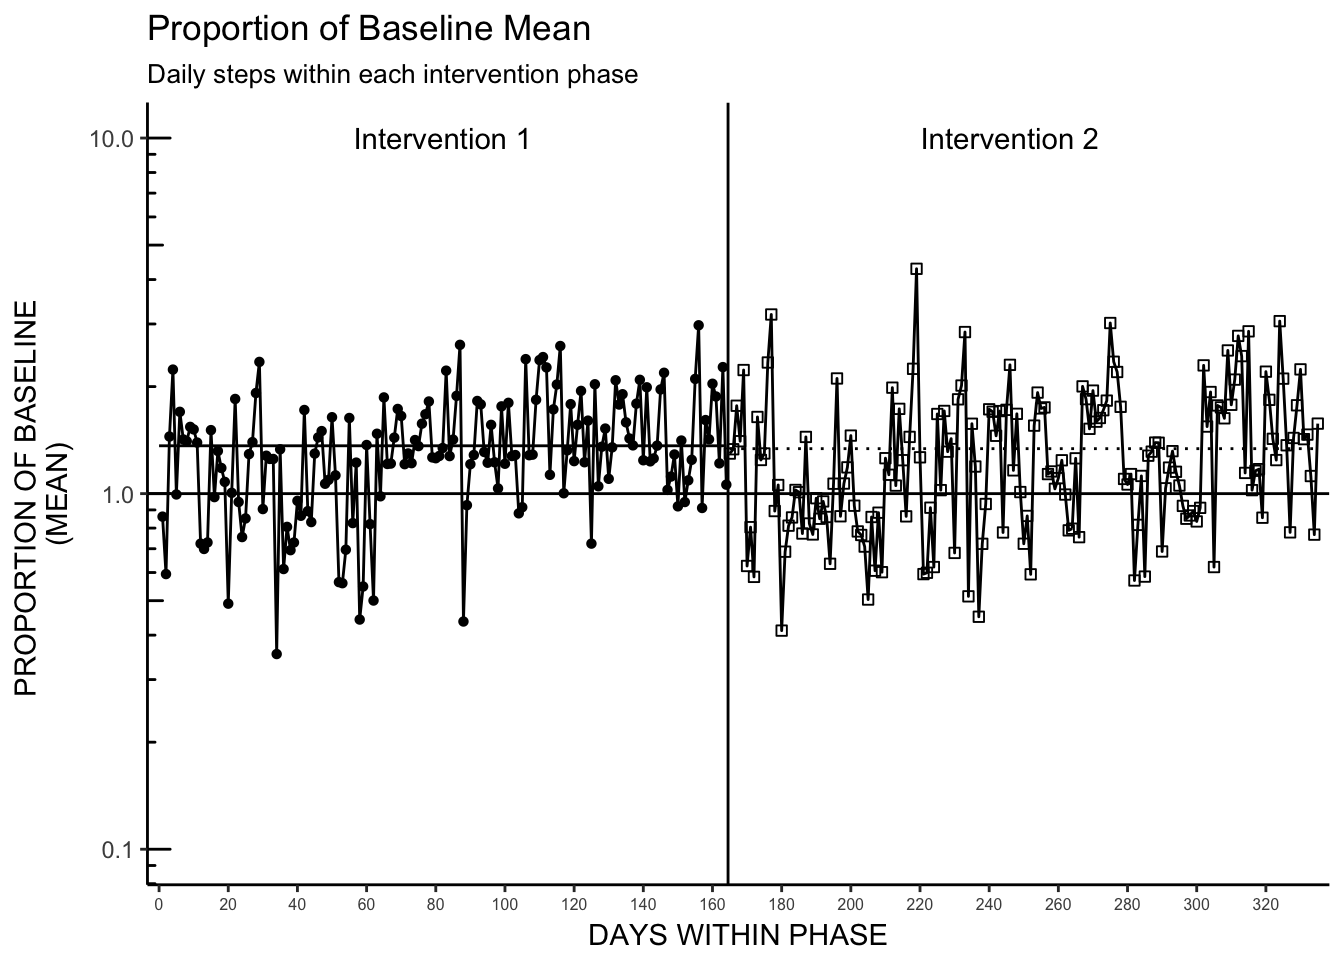 Proportion of Baseline Mean
Daily steps within each intervention phase
Intervention 1
Intervention 2
10.0
1.0
0.1
PROPORTION OF BASELINE
(MEAN)
0 20 40 60 80 100 120 140 160 180 200 220 240 260 280 300 320
DAYS WITHIN PHASE